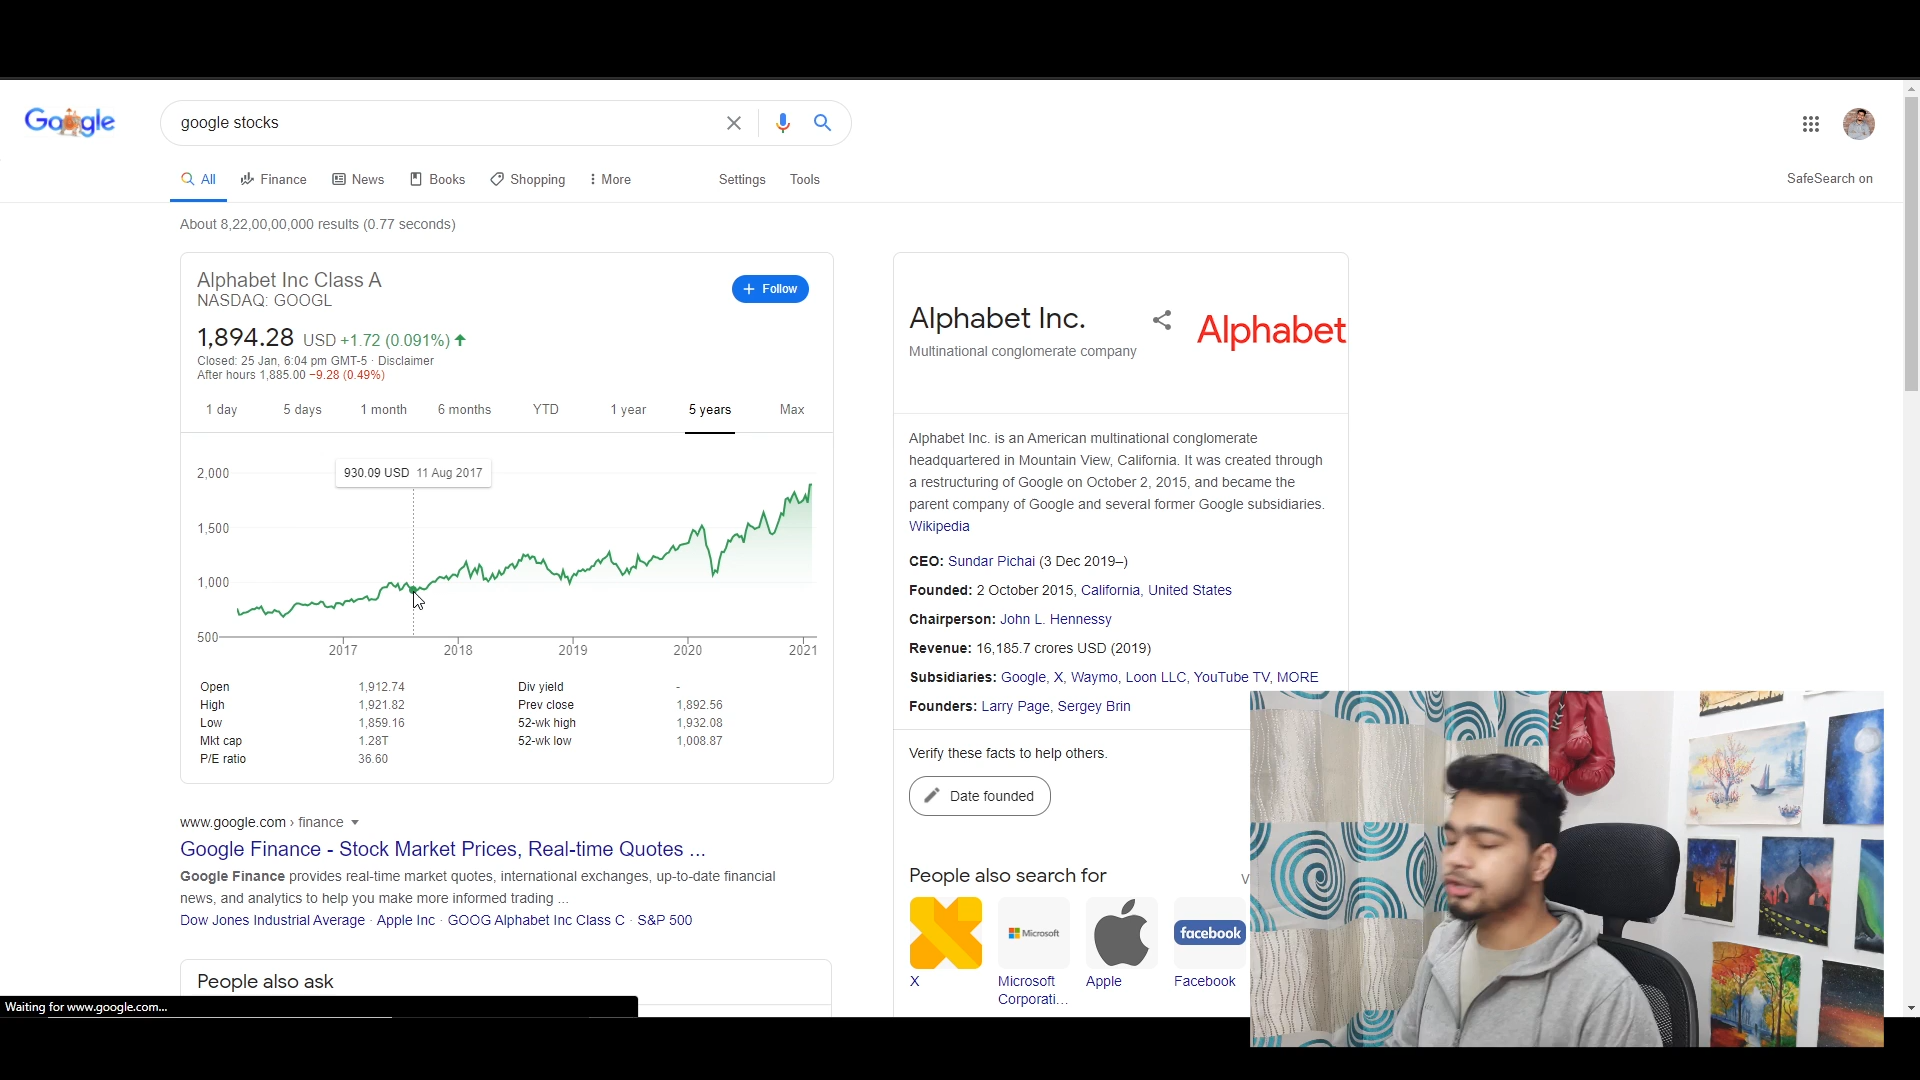 Google
google stocks
All
Finance
News
Books
Shopping
More
Settings
Tools
SafeSearch on
About 8,22,00,00,000 results (0.77 seconds)
Alphabet Inc Class A
NASDAQ: GOOGL
Follow
1,894.28 USD +1.72 (0.091%)
Closed: 25 Jan, 6:04 pm GMT-5 · Disclaimer
After hours 1,885.00 −9.28 (0.49%)
1 day 5 days 1 month 6 months YTD 1 year 5 years Max
930.09 USD 11 Aug 2017
2,000
1,500
1,000
500
2017 2018 2019 2020 2021
Open 1,912.74 Div yield -
High 1,921.82 Prev close 1,892.56
Low 1,859.16 52-wk high 1,932.08
Mkt cap 1.28T 52-wk low 1,008.87
P/E ratio 36.60
www.google.com › finance
Google Finance - Stock Market Prices, Real-time Quotes ...
Google Finance provides real-time market quotes, international exchanges, up-to-date financial
news, and analytics to help you make more informed trading ...
Dow Jones Industrial Average · Apple Inc · GOOG Alphabet Inc Class C · S&P 500
People also ask
Waiting for www.google.com...
Alphabet Inc.
Multinational conglomerate company
Alphabet
Alphabet Inc. is an American multinational conglomerate
headquartered in Mountain View, California. It was created through
a restructuring of Google on October 2, 2015, and became the
parent company of Google and several former Google subsidiaries.
Wikipedia
CEO: Sundar Pichai (3 Dec 2019–)
Founded: 2 October 2015, California, United States
Chairperson: John L. Hennessy
Revenue: 16,185.7 crores USD (2019)
Subsidiaries: Google, X, Waymo, Loon LLC, YouTube TV, MORE
Founders: Larry Page, Sergey Brin
Verify these facts to help others.
Date founded
People also search for
V
Microsoft
facebook
X
Microsoft
Corporati...
Apple
Facebook